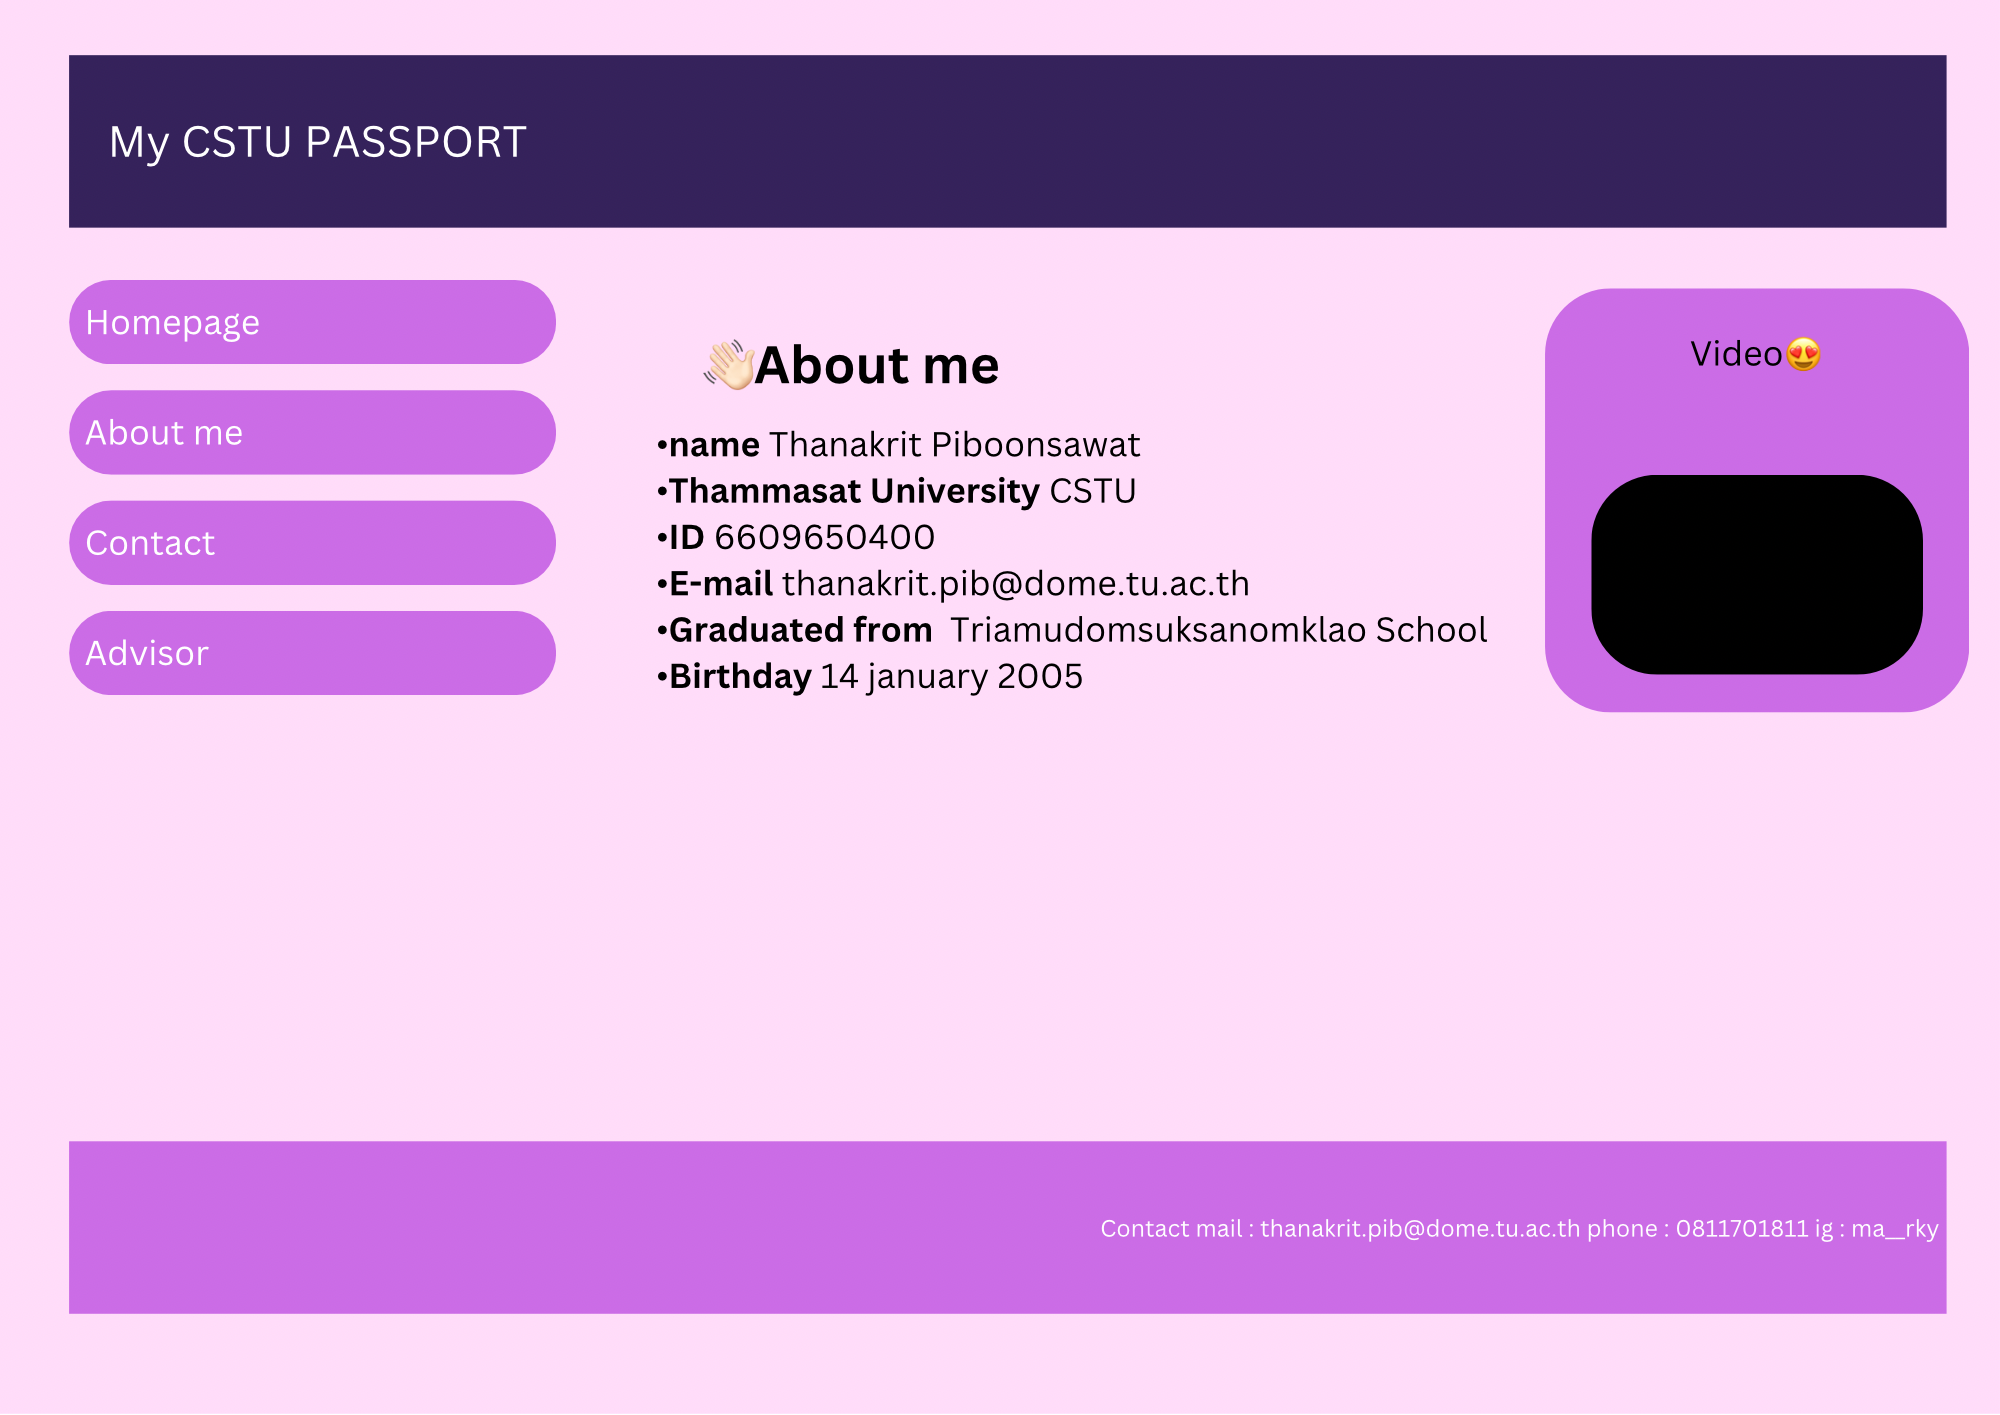 My CSTU PASSPORT
Homepage
About me
Contact
Advisor
👋🏻About me
•name Thanakrit Piboonsawat
•Thammasat University CSTU
•ID 6609650400
•E-mail thanakrit.pib@dome.tu.ac.th
•Graduated from  Triamudomsuksanomklao School
•Birthday 14 january 2005
Video😍
Contact mail : thanakrit.pib@dome.tu.ac.th phone : 0811701811 ig : ma__rky